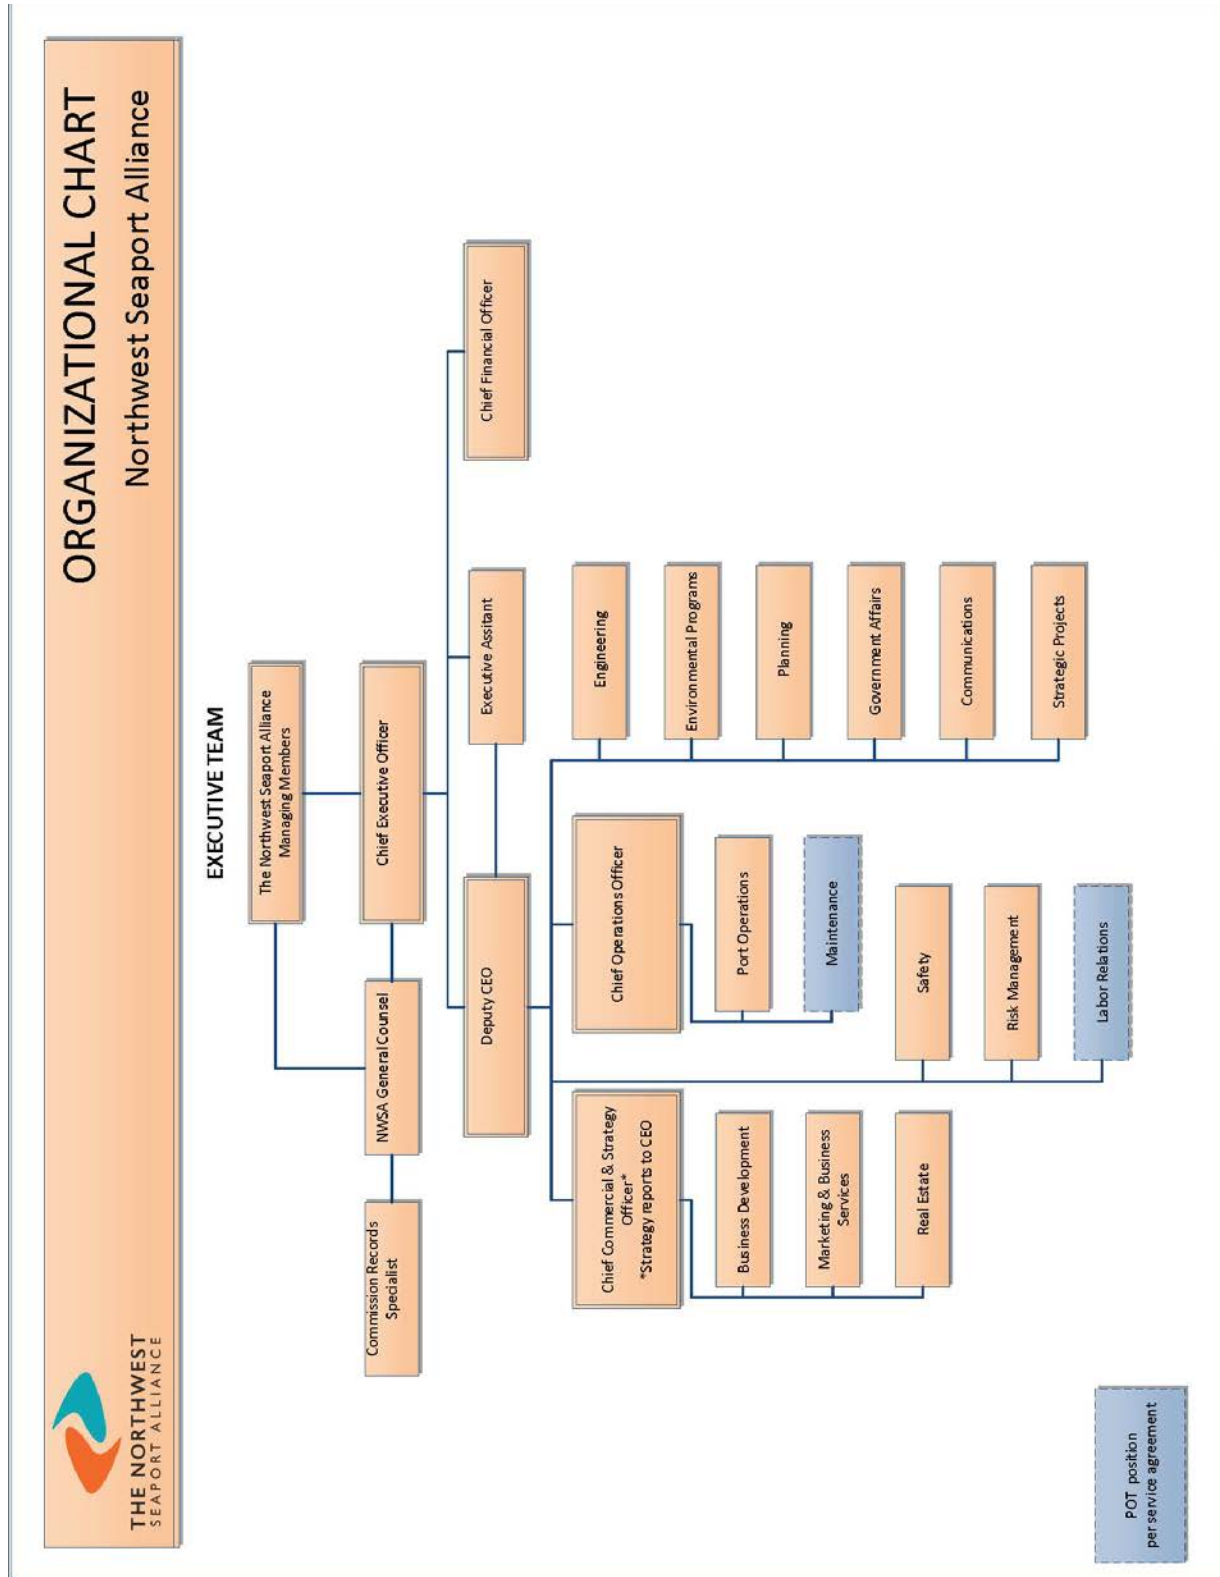 THE NORTHWEST
SEAPORT ALLIANCE
ORGANIZATIONAL CHART
Northwest Seaport Alliance
EXECUTIVE TEAM
The Northwest Seaport Alliance
Managing Members
Commission Records
Specialist
NWSA General Counsel
Chief Executive Officer
Deputy CEO
Executive Assitant
Chief Financial Officer
Chief Commercial & Strategy
Officer*
*Strategy reports to CEO
Chief Operations Officer
Engineering
Environmental Programs
Planning
Government Affairs
Communications
Strategic Projects
Business Development
Marketing & Business
Services
Real Estate
Port Operations
Maintenance
Safety
Risk Management
Labor Relations
POT position
per service agreement